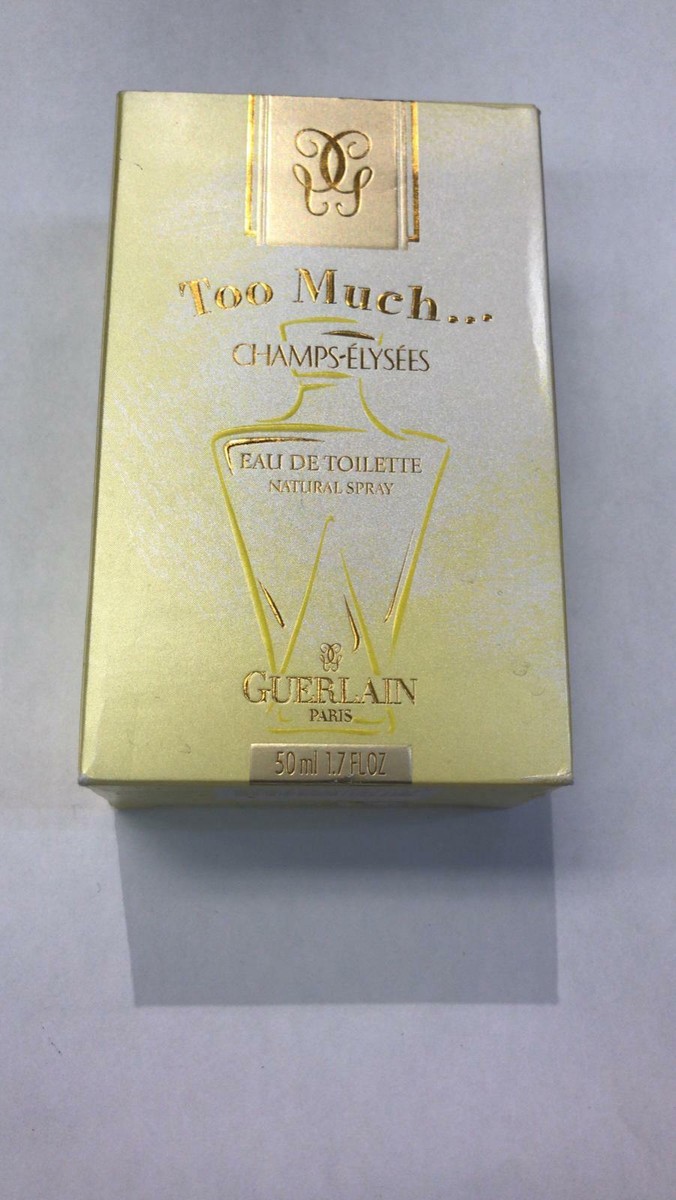 Too Much...
CHAMPS-ÉLYSÉES
EAU DE TOILETTE
NATURAL SPRAY
GUERLAIN
PARIS
50 ml 1.7 FL.OZ